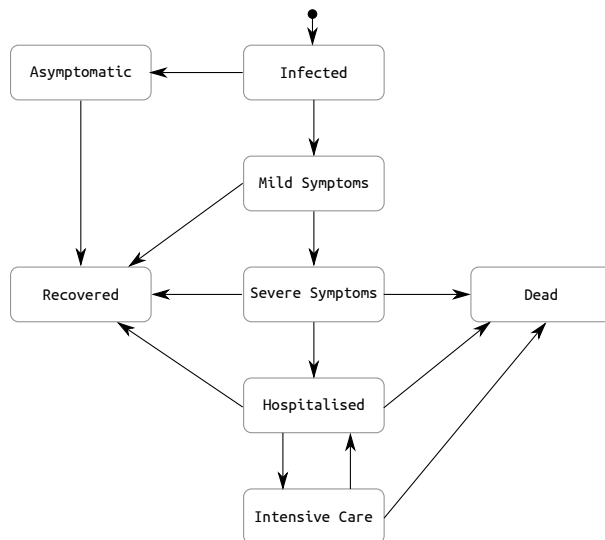 Asymptomatic
Infected
Mild Symptoms
Recovered
Severe Symptoms
Dead
Hospitalised
Intensive Care